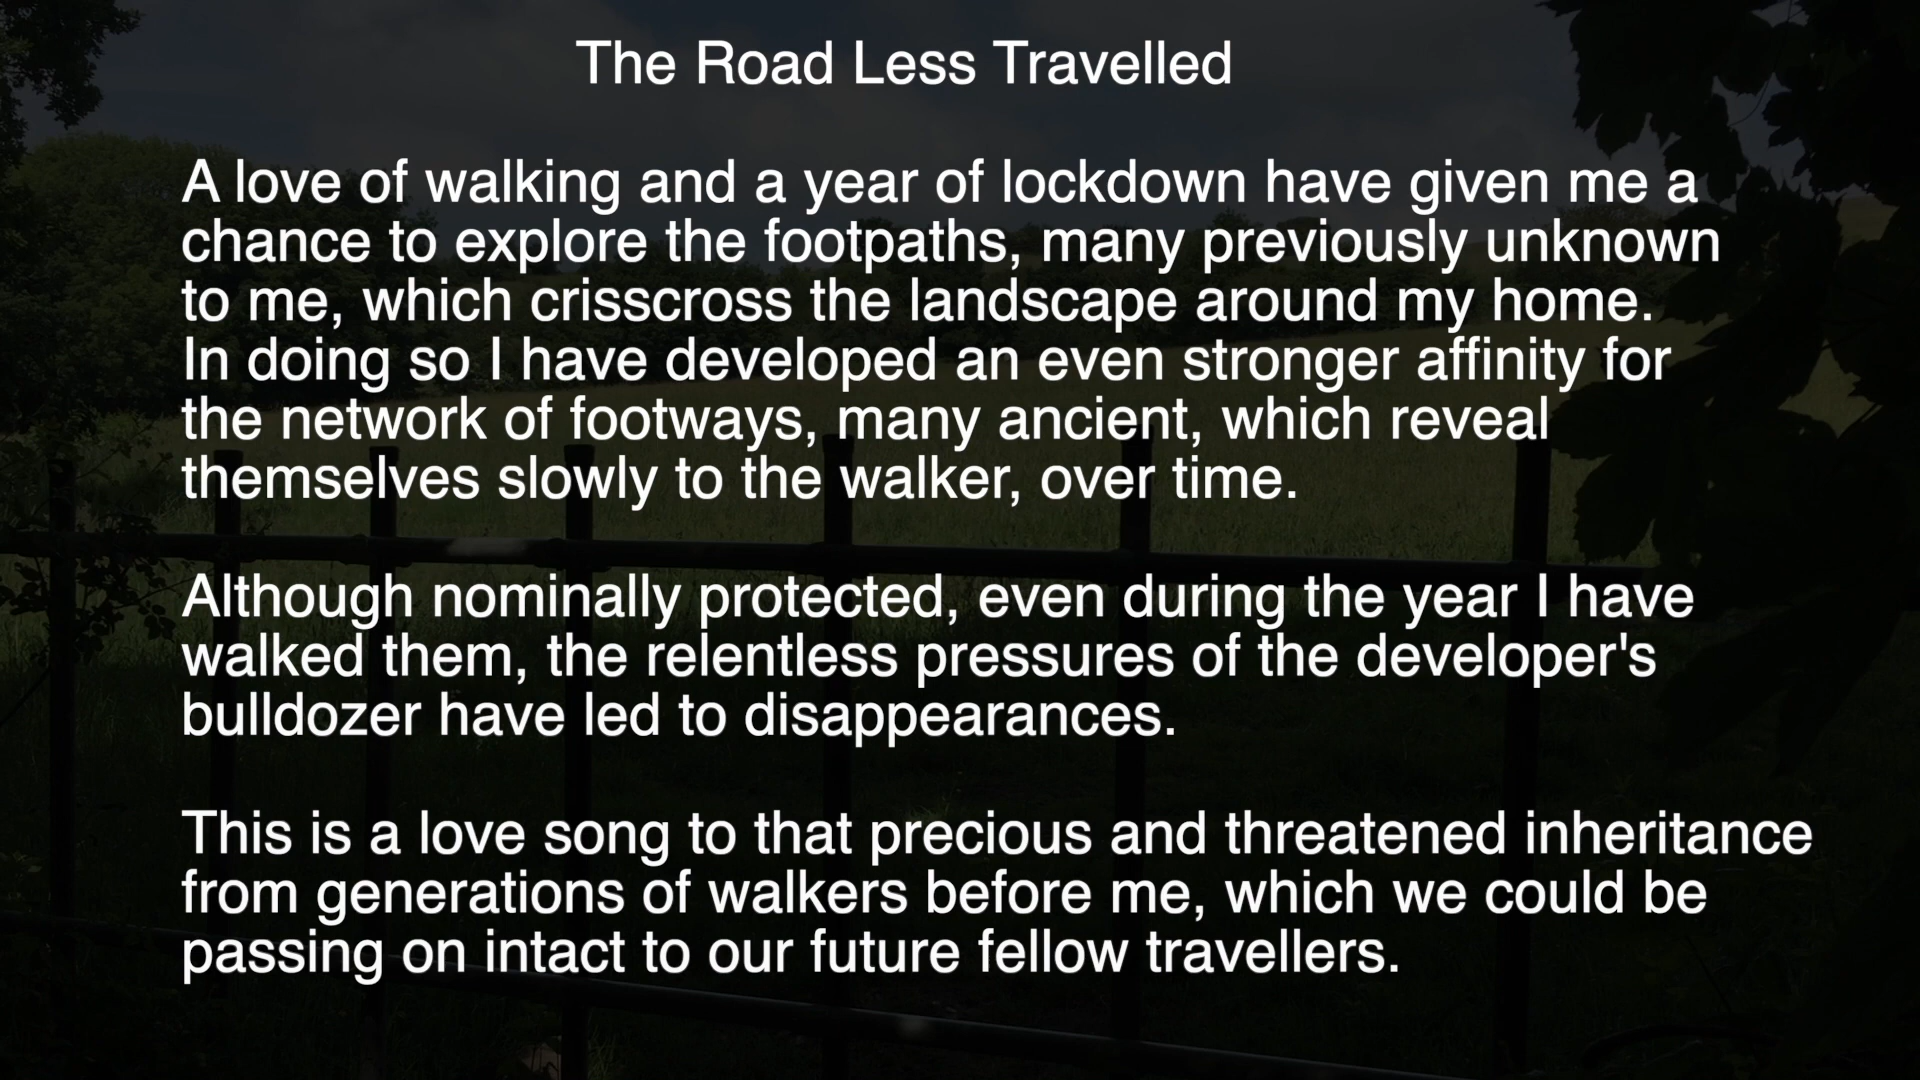 The Road Less Travelled
A love of walking and a year of lockdown have given me a
chance to explore the footpaths, many previously unknown
to me, which crisscross the landscape around my home.
In doing so I have developed an even stronger affinity for
the network of footways, many ancient, which reveal
themselves slowly to the walker, over time.
Although nominally protected, even during the year I have
walked them, the relentless pressures of the developer's
bulldozer have led to disappearances.
This is a love song to that precious and threatened inheritance
from generations of walkers before me, which we could be
passing on intact to our future fellow travellers.